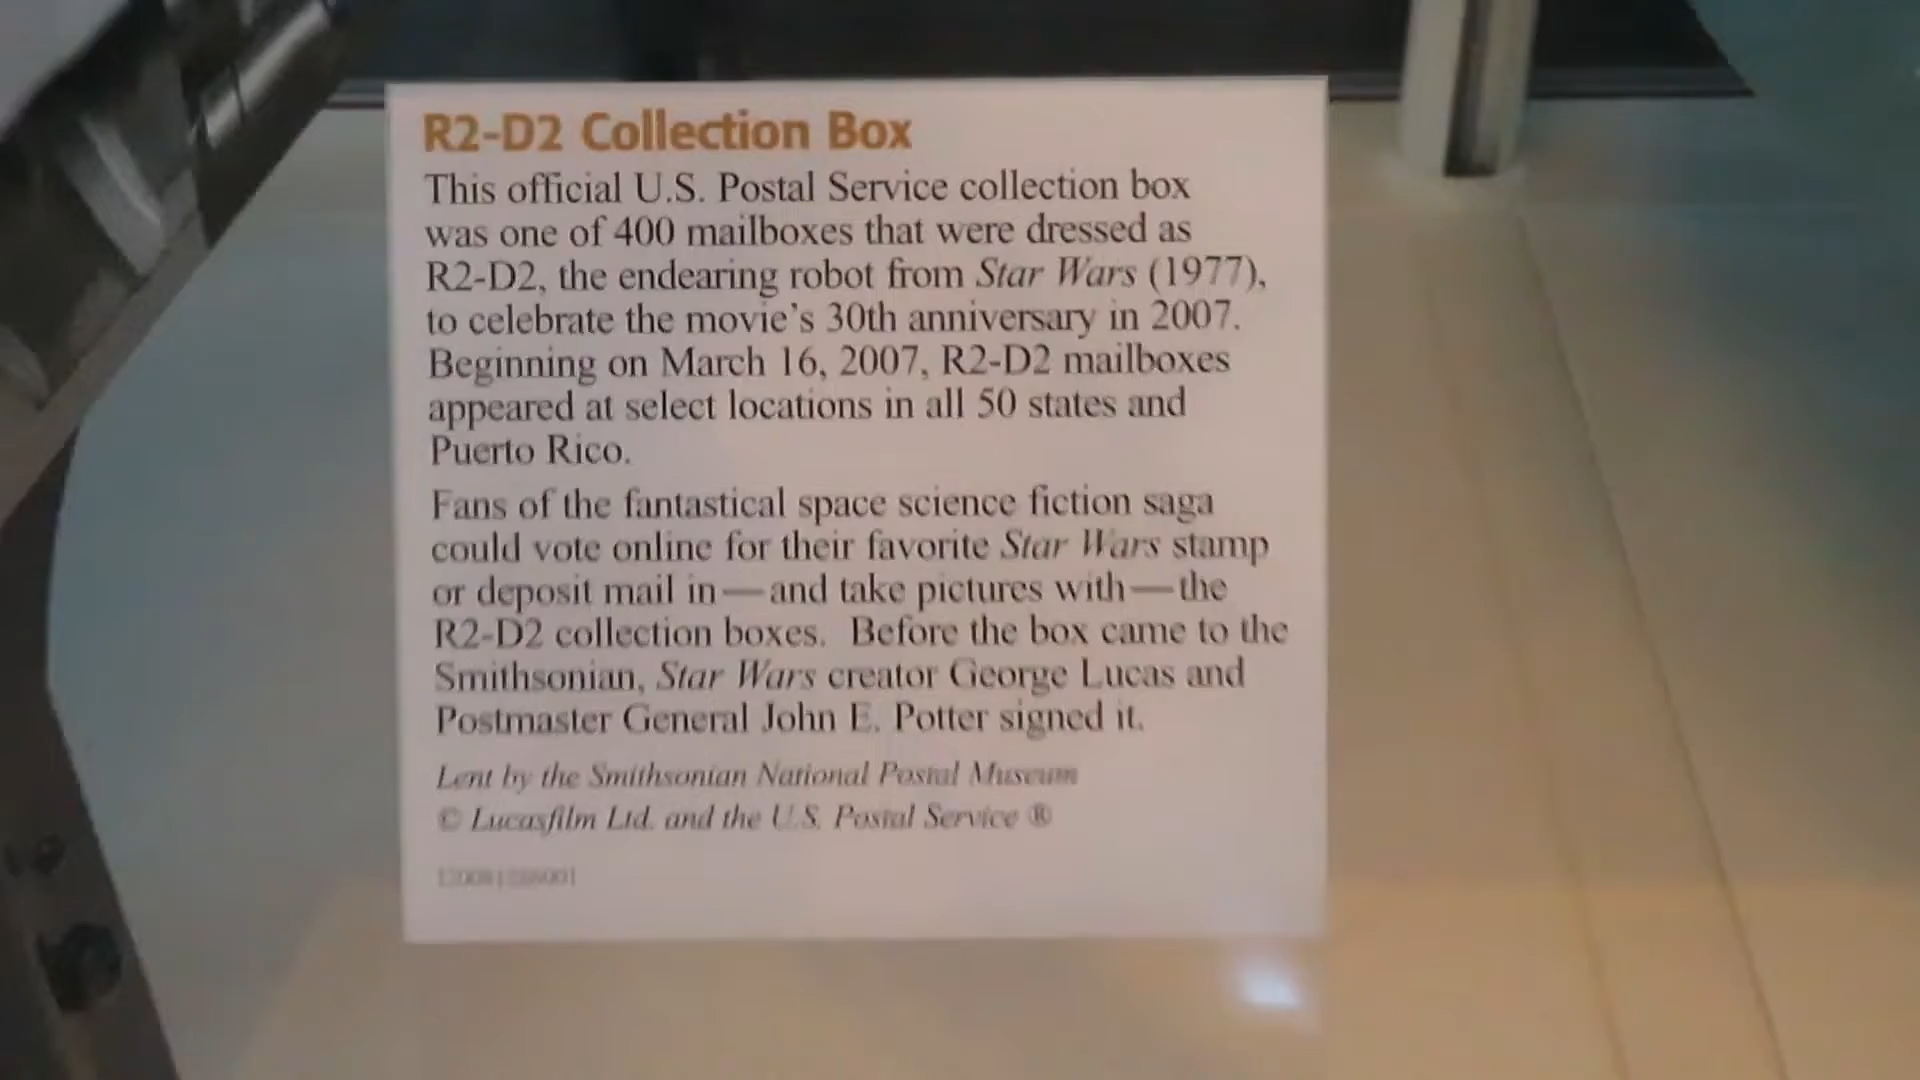 R2-D2 Collection Box
This official U.S. Postal Service collection box
was one of 400 mailboxes that were dressed as
R2-D2, the endearing robot from Star Wars (1977),
to celebrate the movie's 30th anniversary in 2007.
Beginning on March 16, 2007, R2-D2 mailboxes
appeared at select locations in all 50 states and
Puerto Rico.
Fans of the fantastical space science fiction saga
could vote online for their favorite Star Wars stamp
or deposit mail in—and take pictures with—the
R2-D2 collection boxes. Before the box came to the
Smithsonian, Star Wars creator George Lucas and
Postmaster General John E. Potter signed it.
Lent by the Smithsonian National Postal Museum
© Lucasfilm Ltd. and the U.S. Postal Service ®